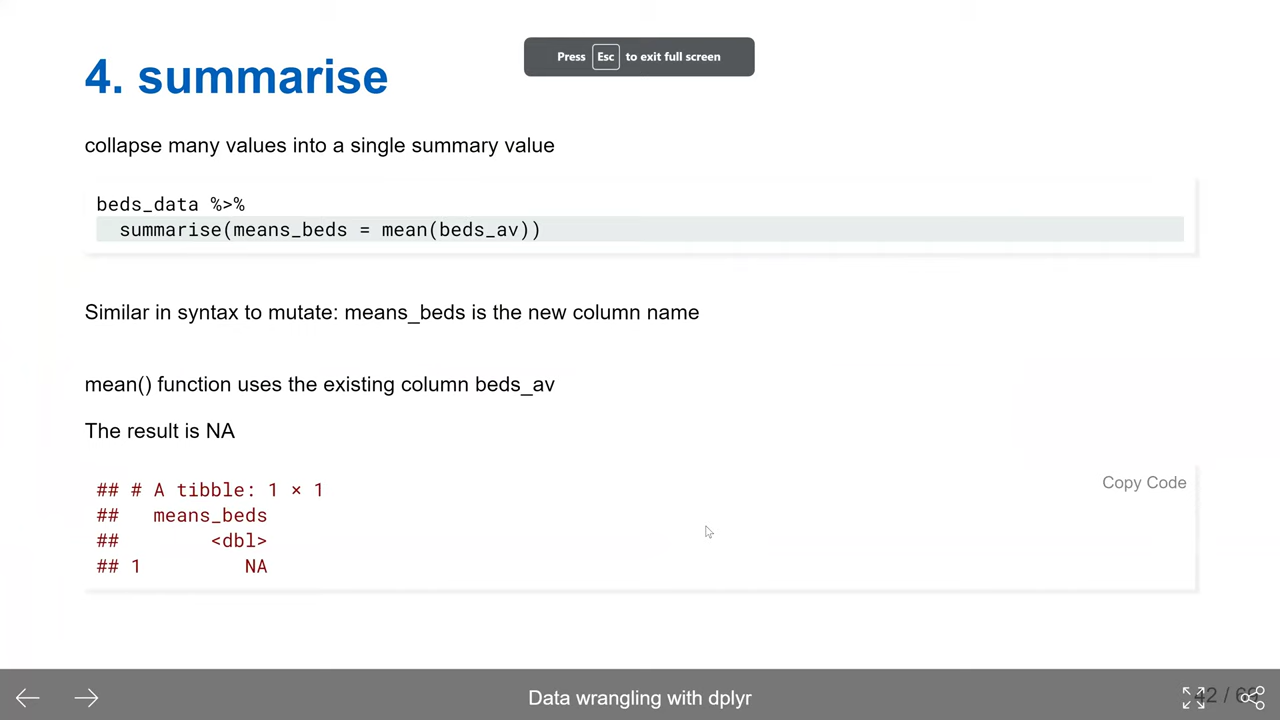 Press Esc to exit full screen
4. summarise
collapse many values into a single summary value
beds_data %>%
summarise(means_beds = mean(beds_av))
Similar in syntax to mutate: means_beds is the new column name
mean() function uses the existing column beds_av
The result is NA
Copy Code
## # A tibble: 1 × 1
##   means_beds
##        <dbl>
## 1         NA
Data wrangling with dplyr
42 /